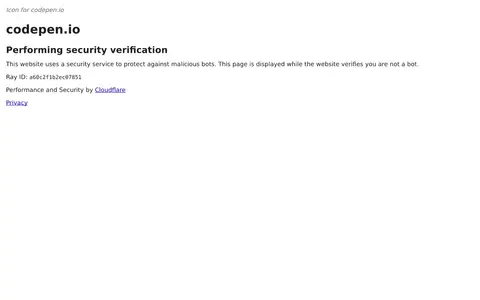 Icon for codepen.io
codepen.io
Performing security verification
This website uses a security service to protect against malicious bots. This page is displayed while the website verifies you are not a bot.
Ray ID: a60c2f1b2ec07851
Performance and Security by Cloudflare
Privacy